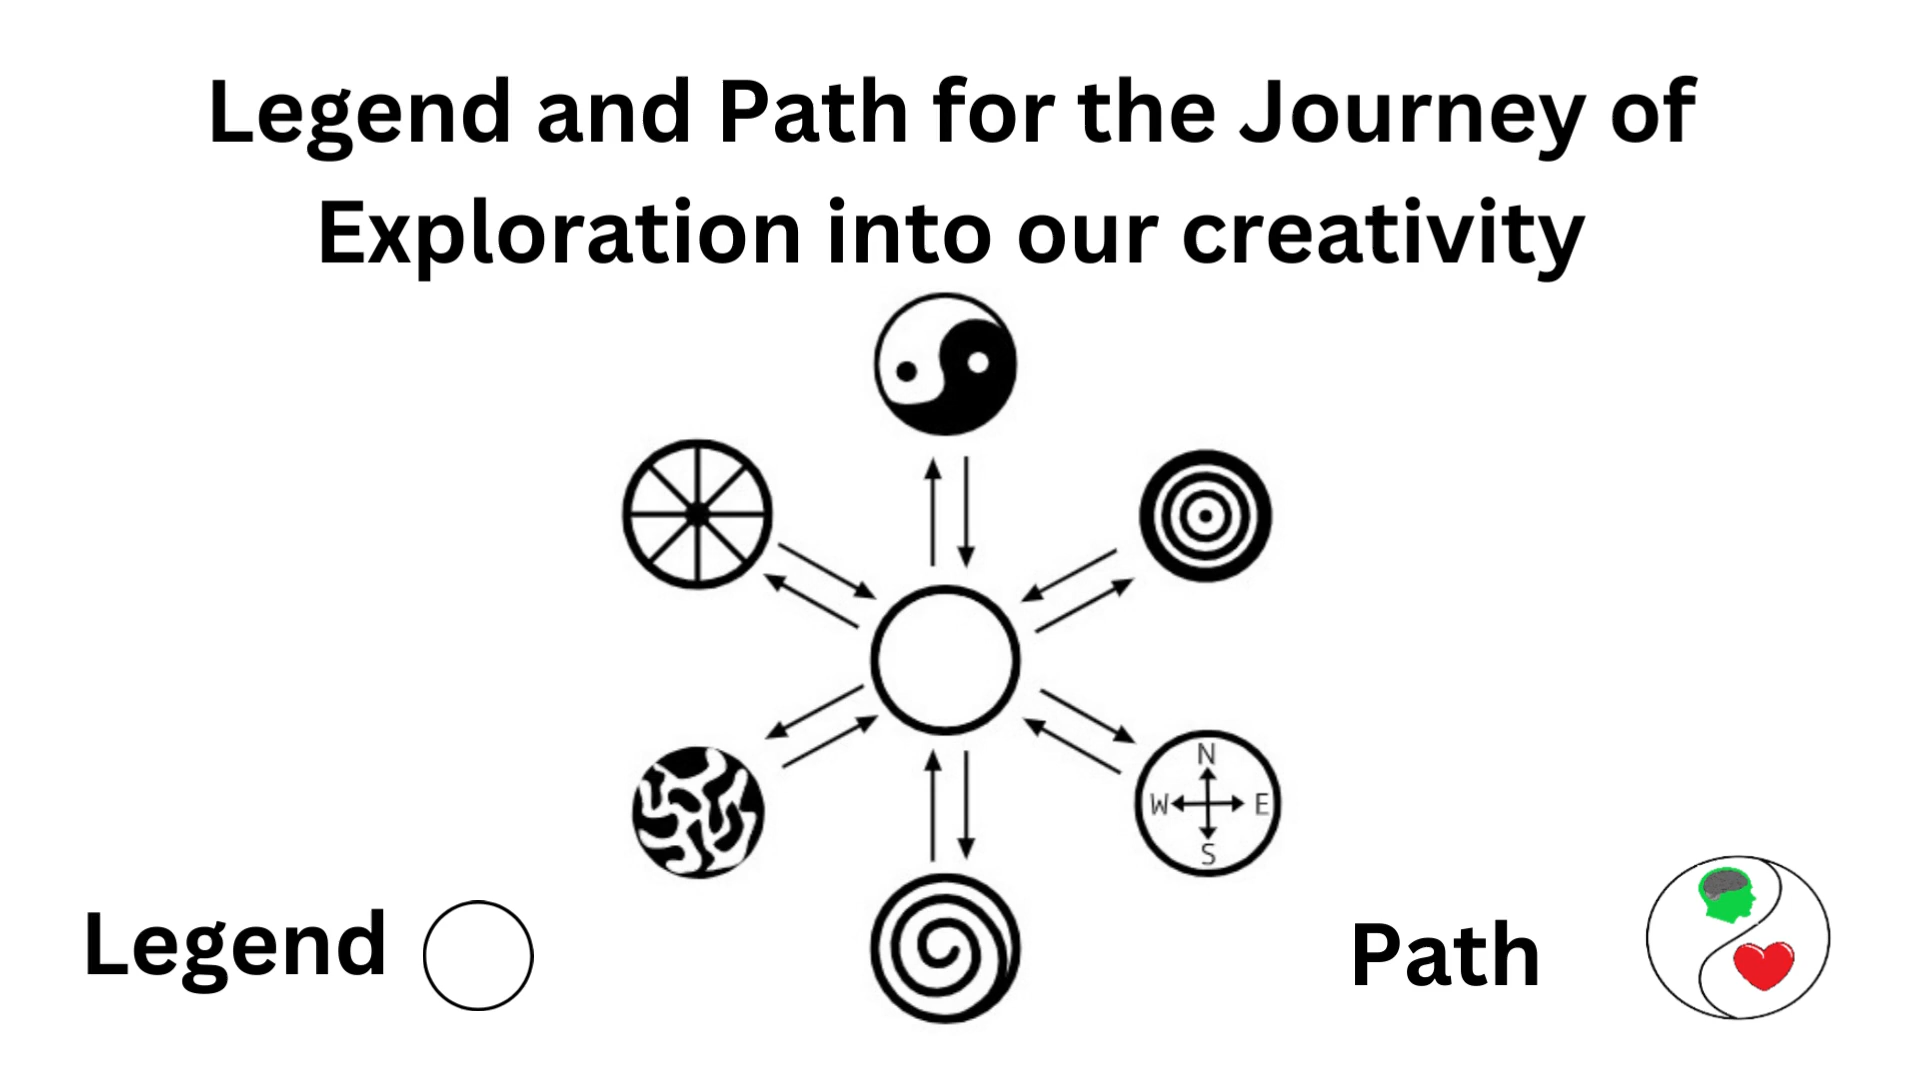 Legend and Path for the Journey of
Exploration into our creativity
N
W E
S
Legend
Path